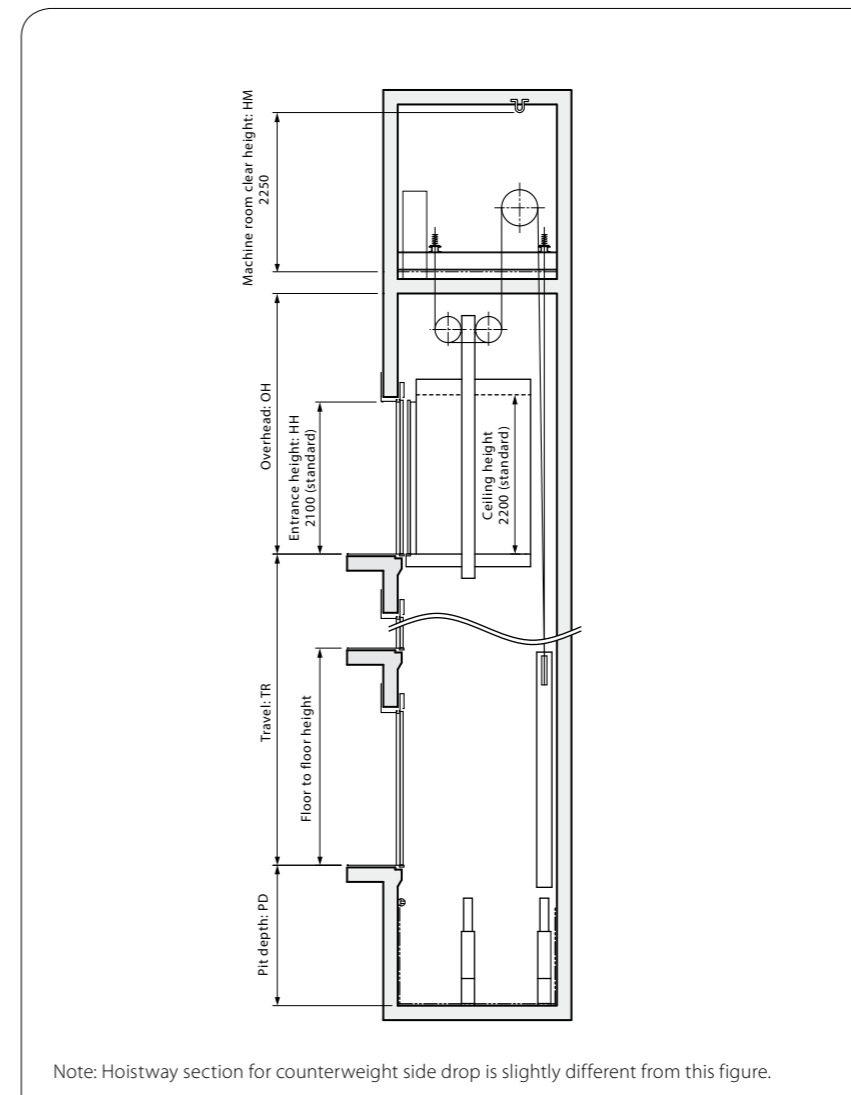 Machine room clear height: HM
2250
Overhead: OH
Entrance height: HH
2100 (standard)
Ceiling height
2200 (standard)
Travel: TR
Floor to floor height
Pit depth: PD
Note: Hoistway section for counterweight side drop is slightly different from this figure.